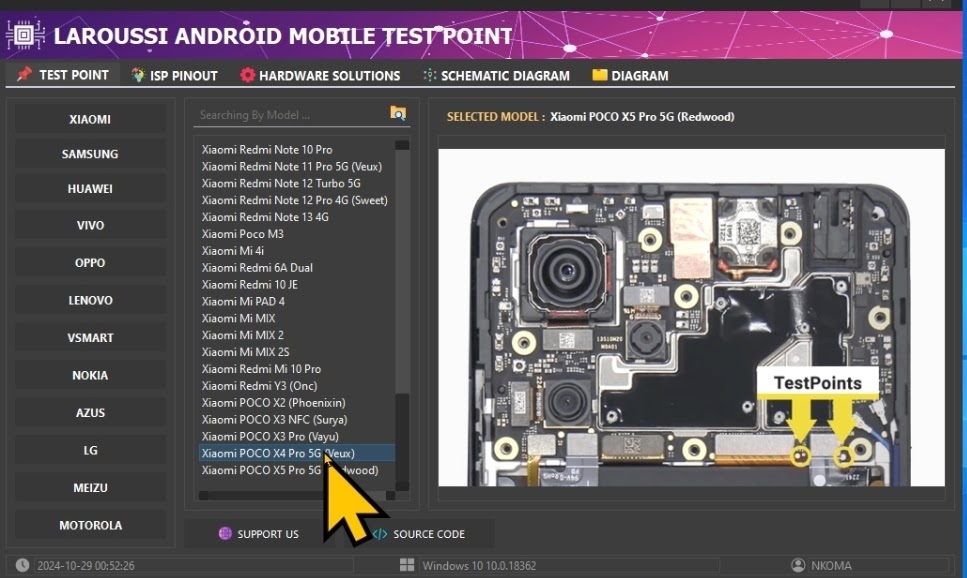 LAROUSSI ANDROID MOBILE TEST POINT
TEST POINT
ISP PINOUT
HARDWARE SOLUTIONS
SCHEMATIC DIAGRAM
DIAGRAM
XIAOMI
SAMSUNG
HUAWEI
VIVO
OPPO
LENOVO
VSMART
NOKIA
AZUS
LG
MEIZU
MOTOROLA
Searching By Model ...
Xiaomi Redmi Note 10 Pro
Xiaomi Redmi Note 11 Pro 5G (Veux)
Xiaomi Redmi Note 12 Turbo 5G
Xiaomi Redmi Note 12 Pro 4G (Sweet)
Xiaomi Redmi Note 13 4G
Xiaomi Poco M3
Xiaomi Mi 4i
Xiaomi Redmi 6A Dual
Xiaomi Redmi 10 JE
Xiaomi Mi PAD 4
Xiaomi Mi MIX
Xiaomi Mi MIX 2
Xiaomi Mi MIX 2S
Xiaomi Redmi Mi 10 Pro
Xiaomi Redmi Y3 (Onc)
Xiaomi POCO X2 (Phoenixin)
Xiaomi POCO X3 NFC (Surya)
Xiaomi POCO X3 Pro (Vayu)
Xiaomi POCO X4 Pro 5G (Veux)
Xiaomi POCO X5 Pro 5G dwood)
SUPPORT US
SOURCE CODE
SELECTED MODEL : Xiaomi POCO X5 Pro 5G (Redwood)
TestPoints
94V-0
2241
2024-10-29 00:52:26
Windows 10 10.0.18362
NKOMA